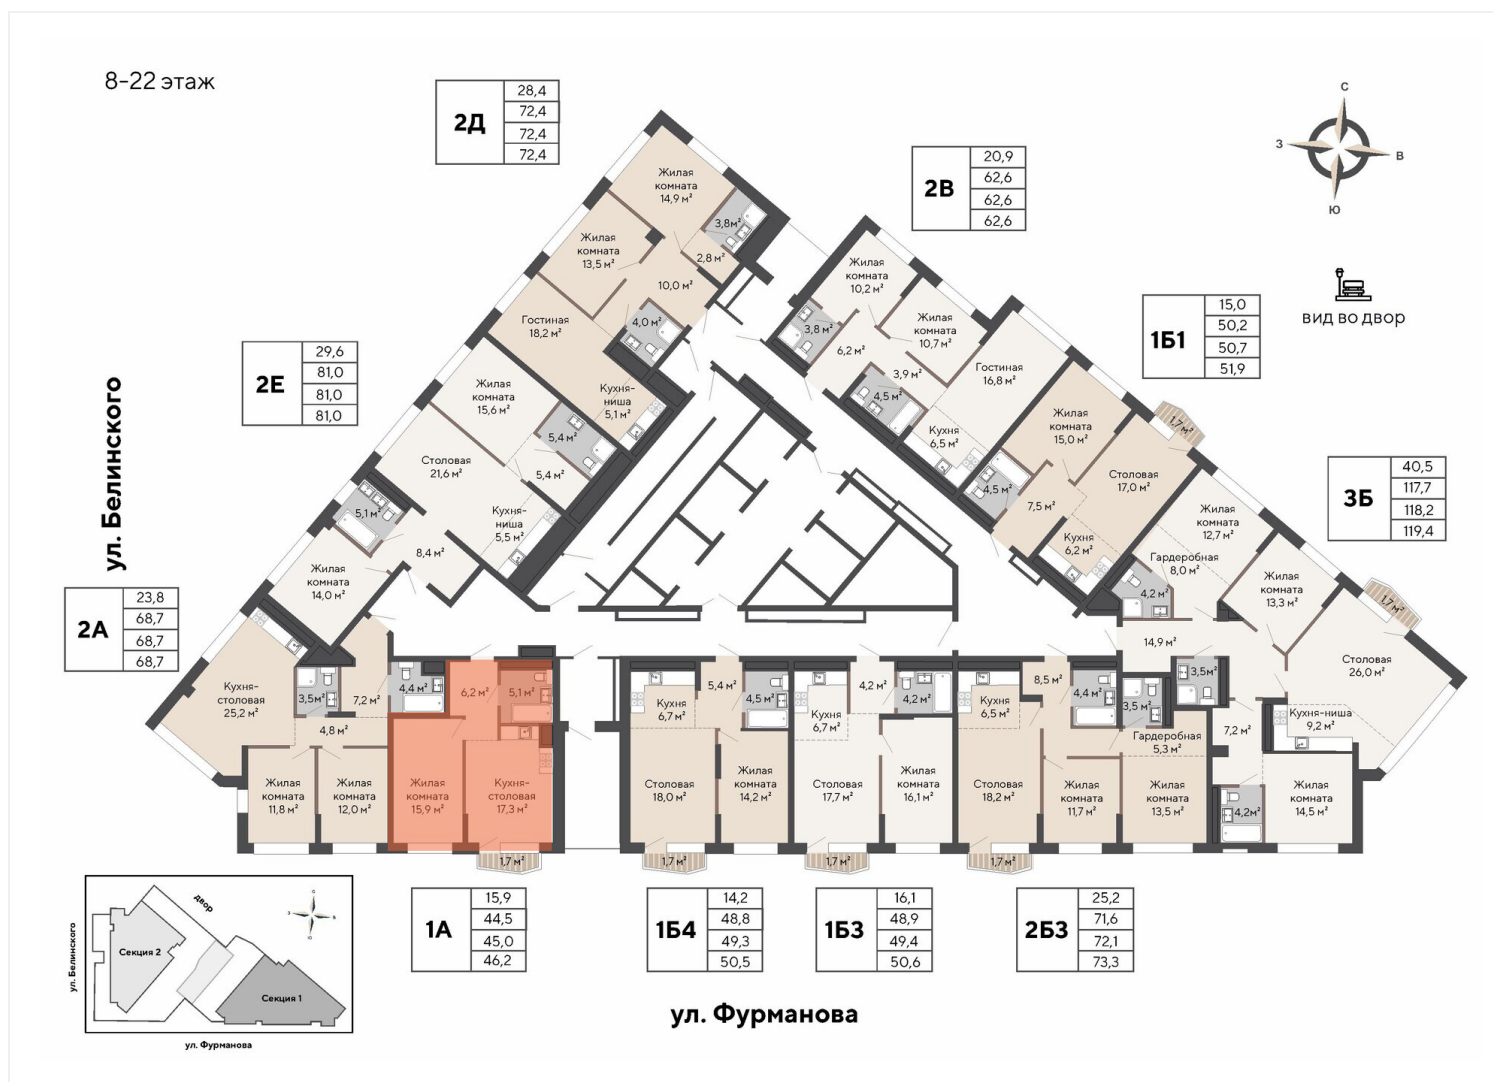 8-22 этаж
2Д
28,4
72,4
72,4
72,4
2В
20,9
62,6
62,6
62,6
С
З
В
Ю
вид во двор
1Б1
15,0
50,2
50,7
51,9
2Е
29,6
81,0
81,0
81,0
3Б
40,5
117,7
118,2
119,4
ул. Белинского
2А
23,8
68,7
68,7
68,7
Жилая
комната
14,9 м²
3,8м²
2,8 м²
Жилая
комната
13,5 м²
10,0 м²
Гостиная
18,2 м²
4,0м²
Кухня-
ниша
5,1 м²
Жилая
комната
15,6 м²
5,4 м²
5,4 м²
Столовая
21,6 м²
Кухня-
ниша
5,5 м²
5,1 м²
8,4 м²
Жилая
комната
14,0 м²
Кухня-
столовая
25,2 м²
3,5м²
7,2 м²
4,4 м²
4,8 м²
Жилая
комната
11,8 м²
Жилая
комната
12,0 м²
6,2 м²
5,1 м²
Жилая
комната
15,9 м²
Кухня-
столовая
17,3 м²
1,7 м²
Жилая
комната
10,2 м²
3,8 м²
Жилая
комната
10,7 м²
6,2 м²
3,9 м²
4,5 м²
Гостиная
16,8 м²
Кухня
6,5 м²
Жилая
комната
15,0 м²
1,7 м²
4,5 м²
Столовая
17,0 м²
7,5 м²
Кухня
6,2 м²
Жилая
комната
12,7 м²
Гардеробная
8,0 м²
4,2 м²
Жилая
комната
13,3 м²
1,7 м²
14,9 м²
3,5м²
Столовая
26,0 м²
Кухня-ниша
9,2 м²
7,2 м²
4,2м²
Жилая
комната
14,5 м²
5,4 м²
4,5 м²
Кухня
6,7 м²
Столовая
18,0 м²
Жилая
комната
14,2 м²
1,7 м²
4,2 м²
4,2 м²
Кухня
6,7 м²
Столовая
17,7 м²
Жилая
комната
16,1 м²
1,7 м²
8,5 м²
4,4 м²
Кухня
6,5 м²
3,5м²
Гардеробная
5,3 м²
Столовая
18,2 м²
Жилая
комната
11,7 м²
Жилая
комната
13,5 м²
1,7 м²
1А
15,9
44,5
45,0
46,2
1Б4
14,2
48,8
49,3
50,5
1Б3
16,1
48,9
49,4
50,6
2Б3
25,2
71,6
72,1
73,3
ул. Фурманова
ул. Белинского
двор
Секция 2
Секция 1
ул. Фурманова